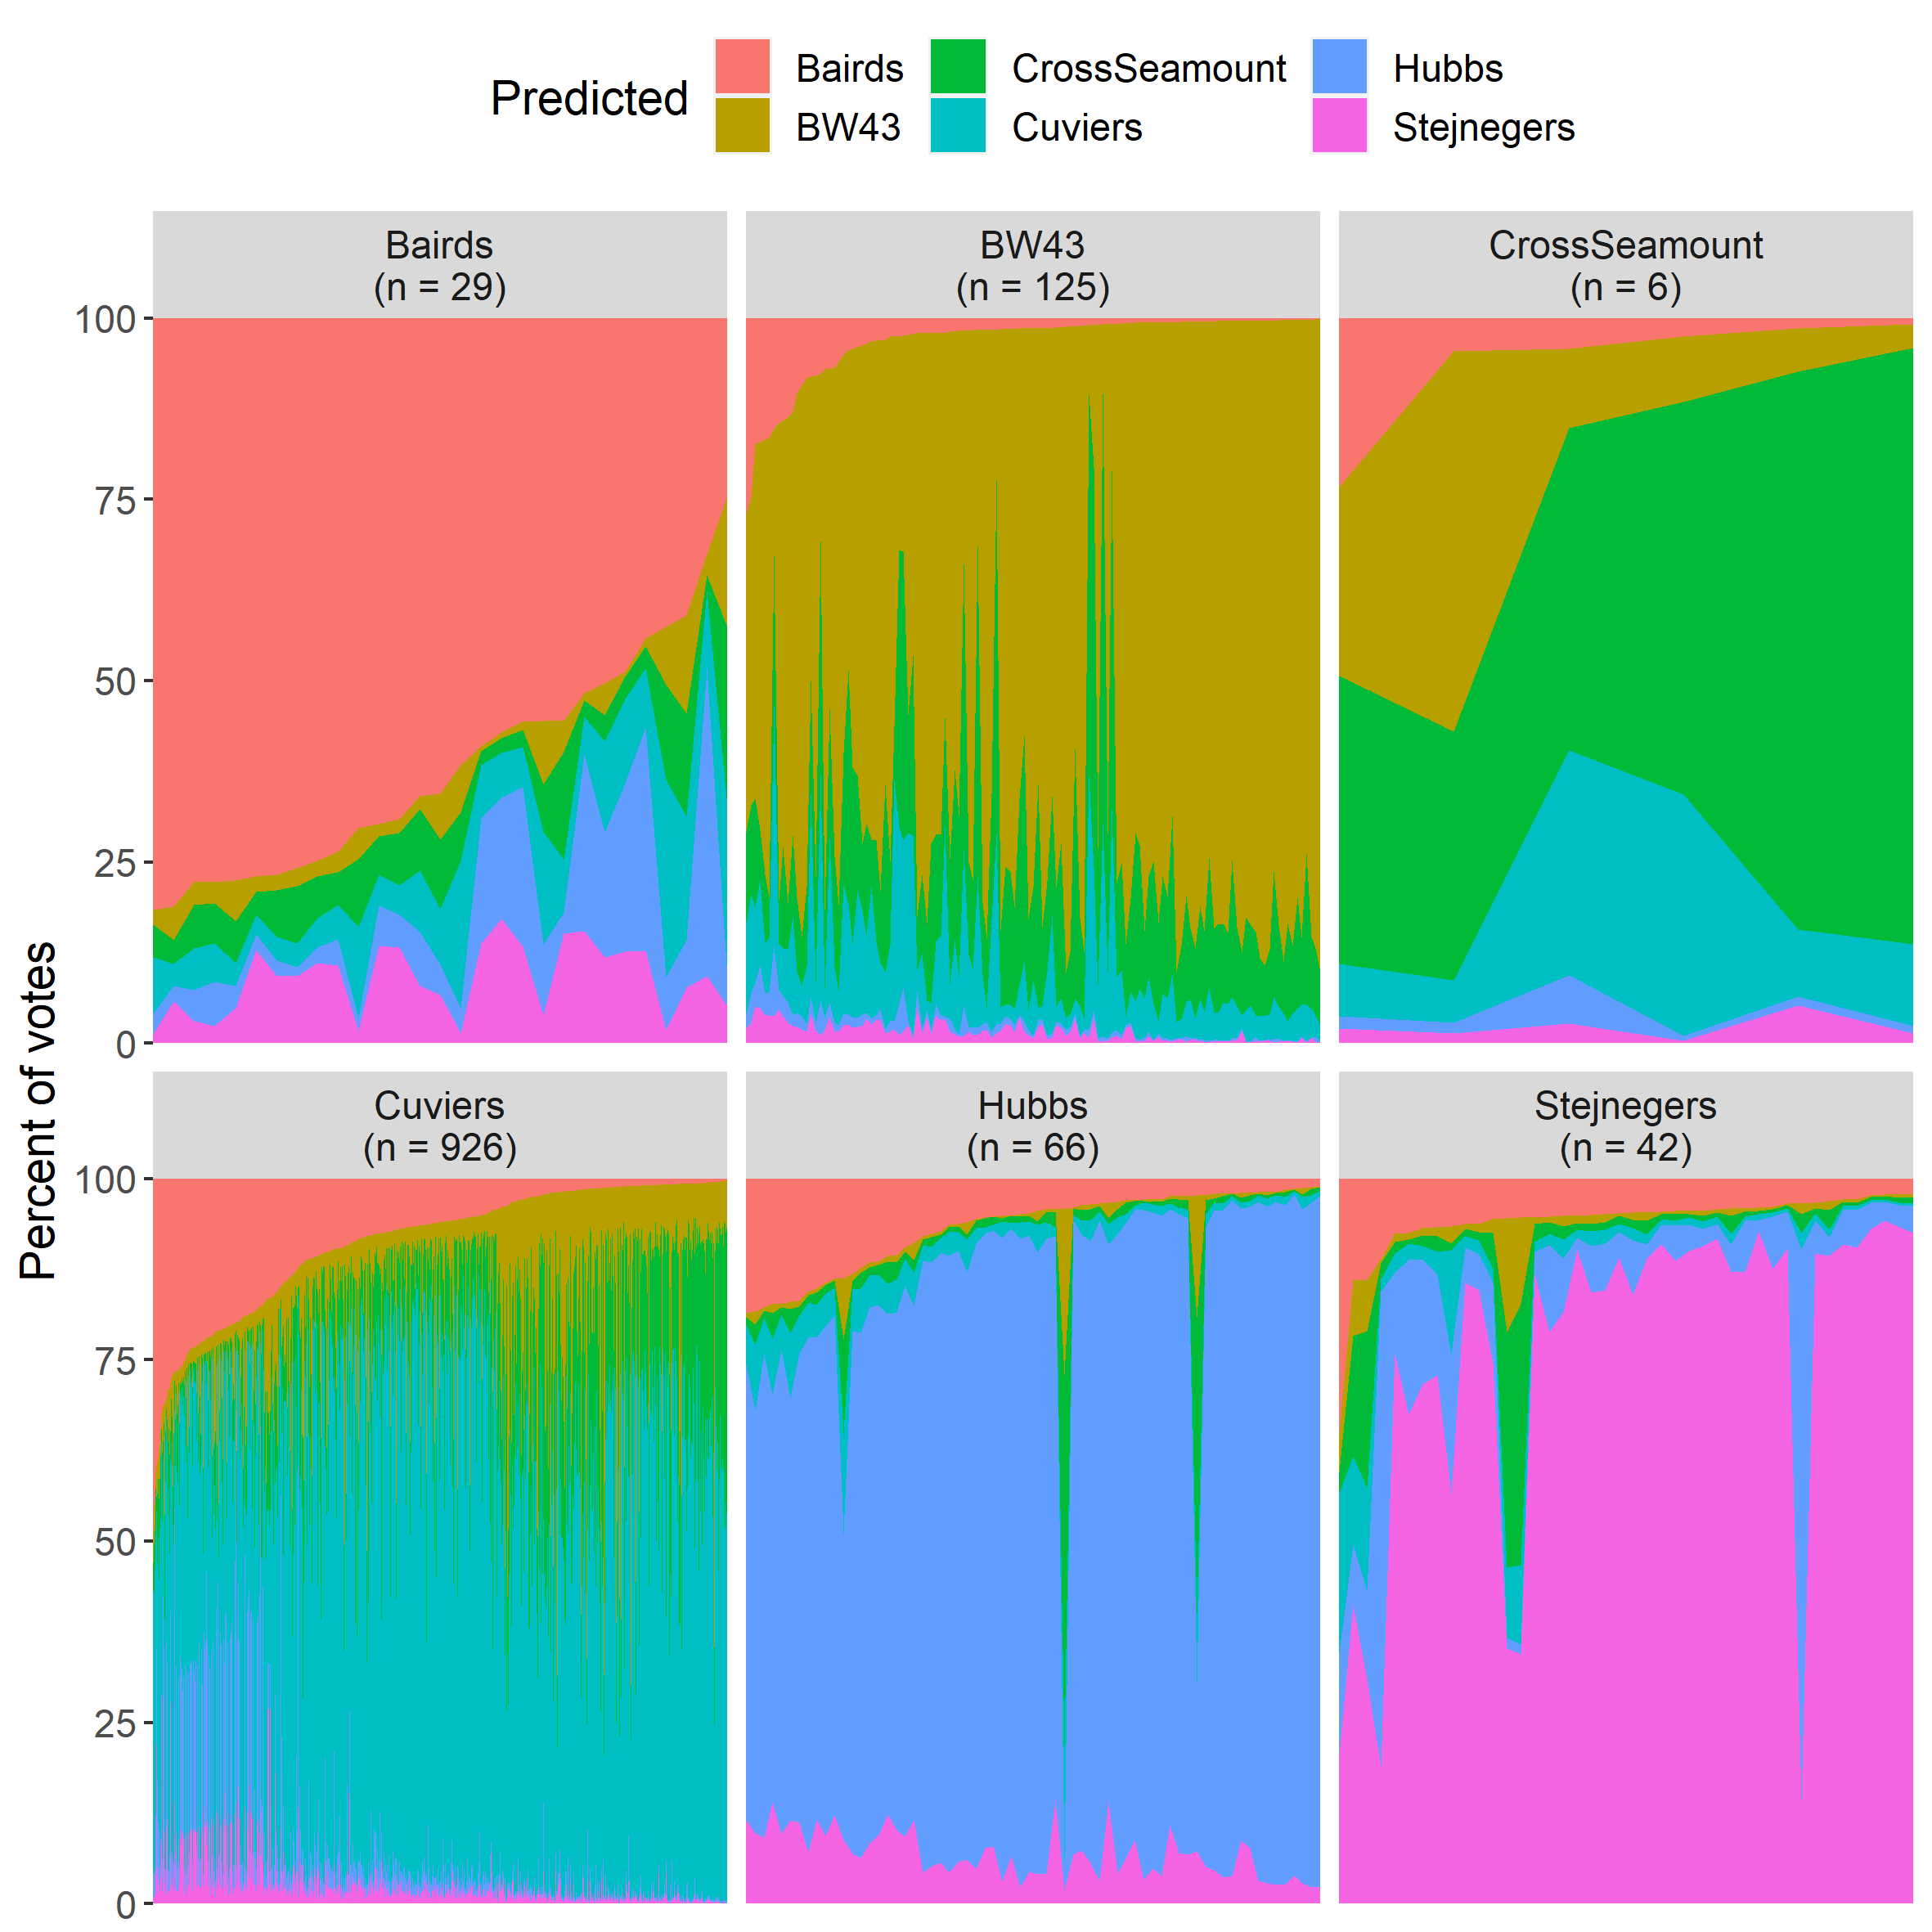 Predicted
Bairds
CrossSeamount
Hubbs
BW43
Cuviers
Stejnegers
Bairds
(n = 29)
BW43
(n = 125)
CrossSeamount
(n = 6)
100
75
50
25
0
Cuviers
(n = 926)
Hubbs
(n = 66)
Stejnegers
(n = 42)
100
75
50
25
0
Percent of votes